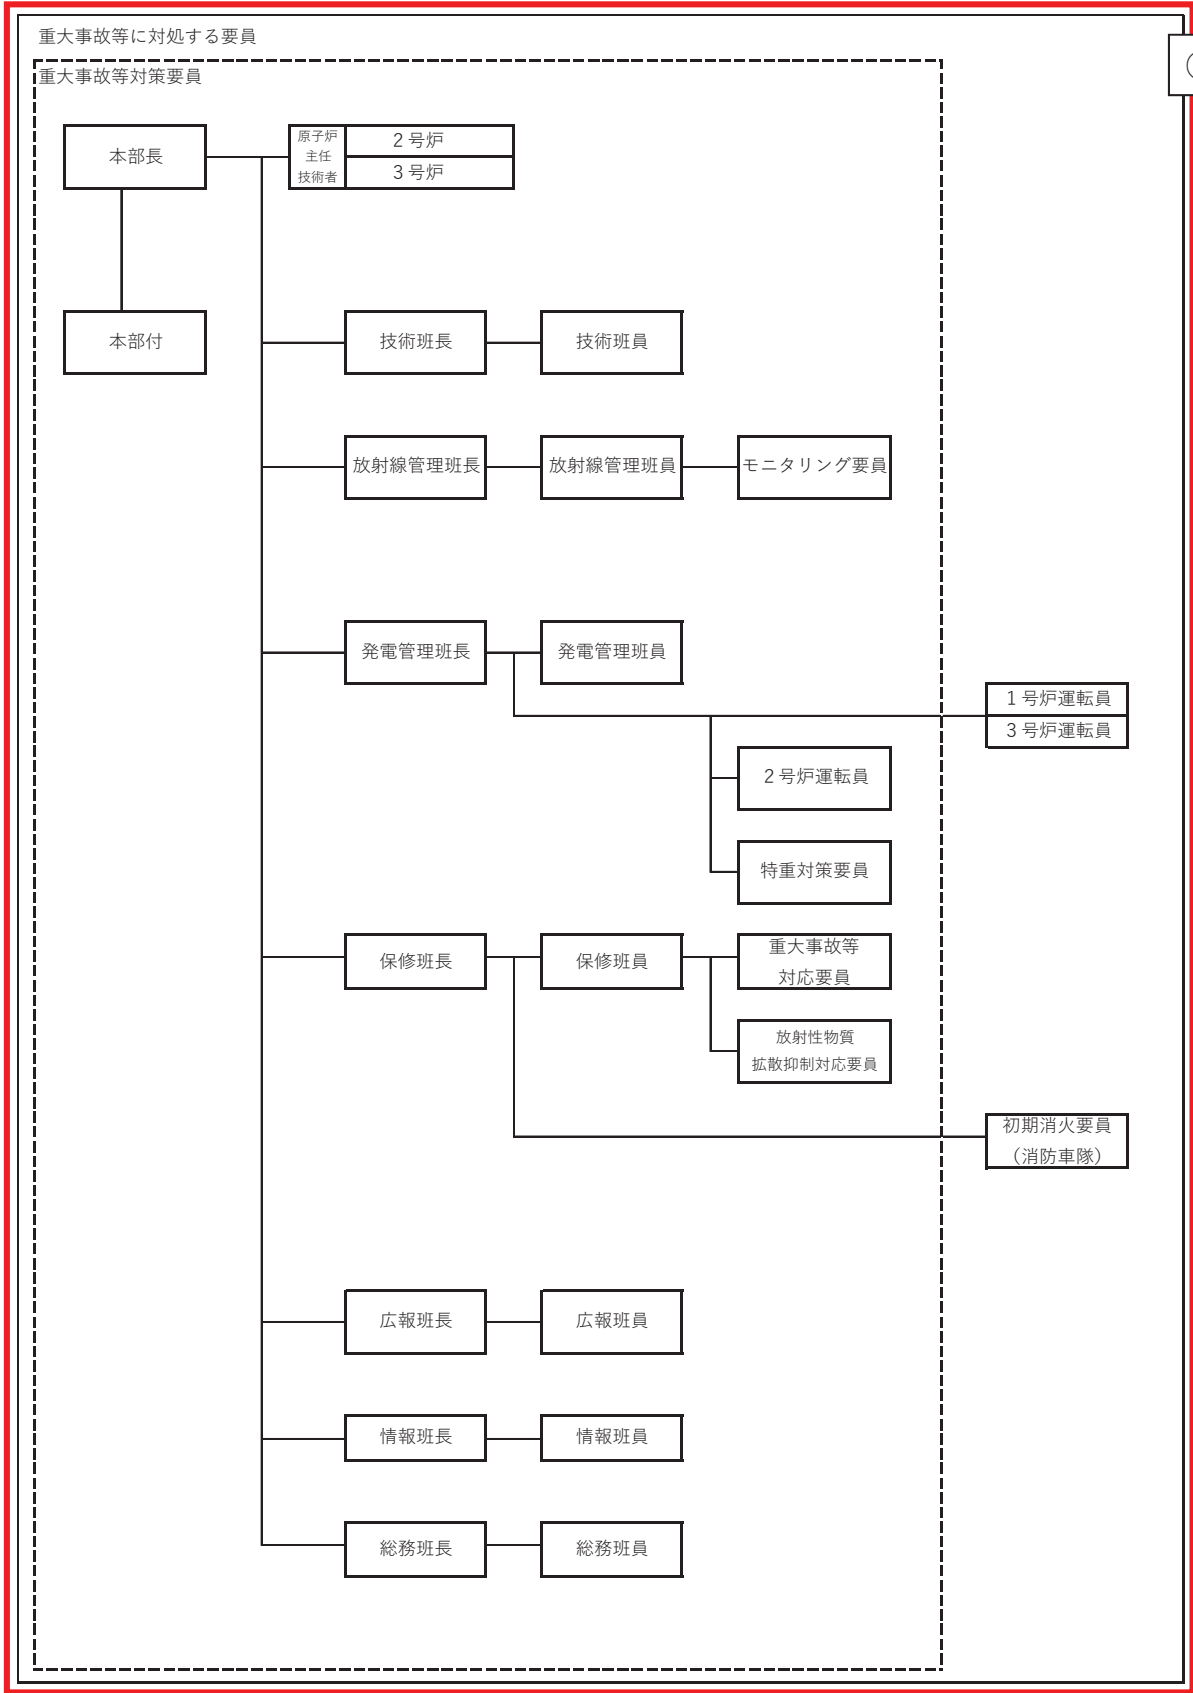 重大事故等に対処する要員
重大事故等対策要員
本部長
原子炉
主任
技術者
２号炉
３号炉
本部付
技術班長
技術班員
放射線管理班長
放射線管理班員
モニタリング要員
発電管理班長
発電管理班員
１号炉運転員
３号炉運転員
２号炉運転員
特重対策要員
保修班長
保修班員
重大事故等
対応要員
放射性物質
拡散抑制対応要員
初期消火要員
（消防車隊）
広報班長
広報班員
情報班長
情報班員
総務班長
総務班員